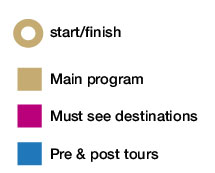 start/finish
Main program
Must see destinations
Pre & post tours